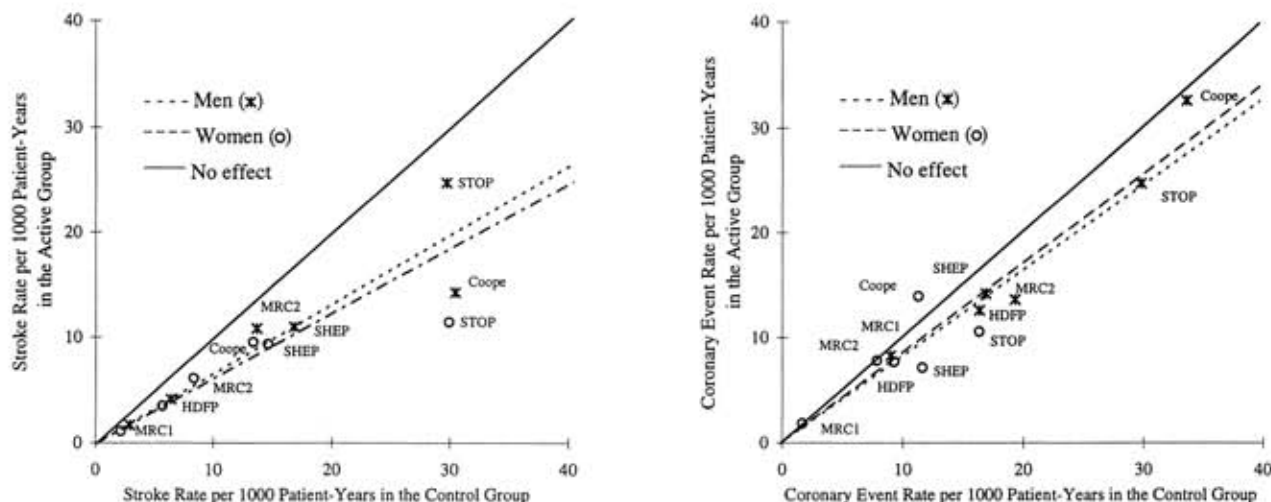 40
30
20
10
0
0
10
20
30
40
Stroke Rate per 1000 Patient-Years
in the Active Group
Stroke Rate per 1000 Patient-Years in the Control Group
Men (✶)
Women (o)
No effect
STOP
Coope
STOP
MRC2
SHEP
Coope
SHEP
MRC2
HDFP
MRC1
40
30
20
10
0
0
10
20
30
40
Coronary Event Rate per 1000 Patient-Years
in the Active Group
Coronary Event Rate per 1000 Patient-Years in the Control Group
Men (✶)
Women (o)
No effect
Coope
STOP
SHEP
Coope
MRC2
HDFP
MRC1
STOP
MRC2
HDFP
SHEP
MRC1